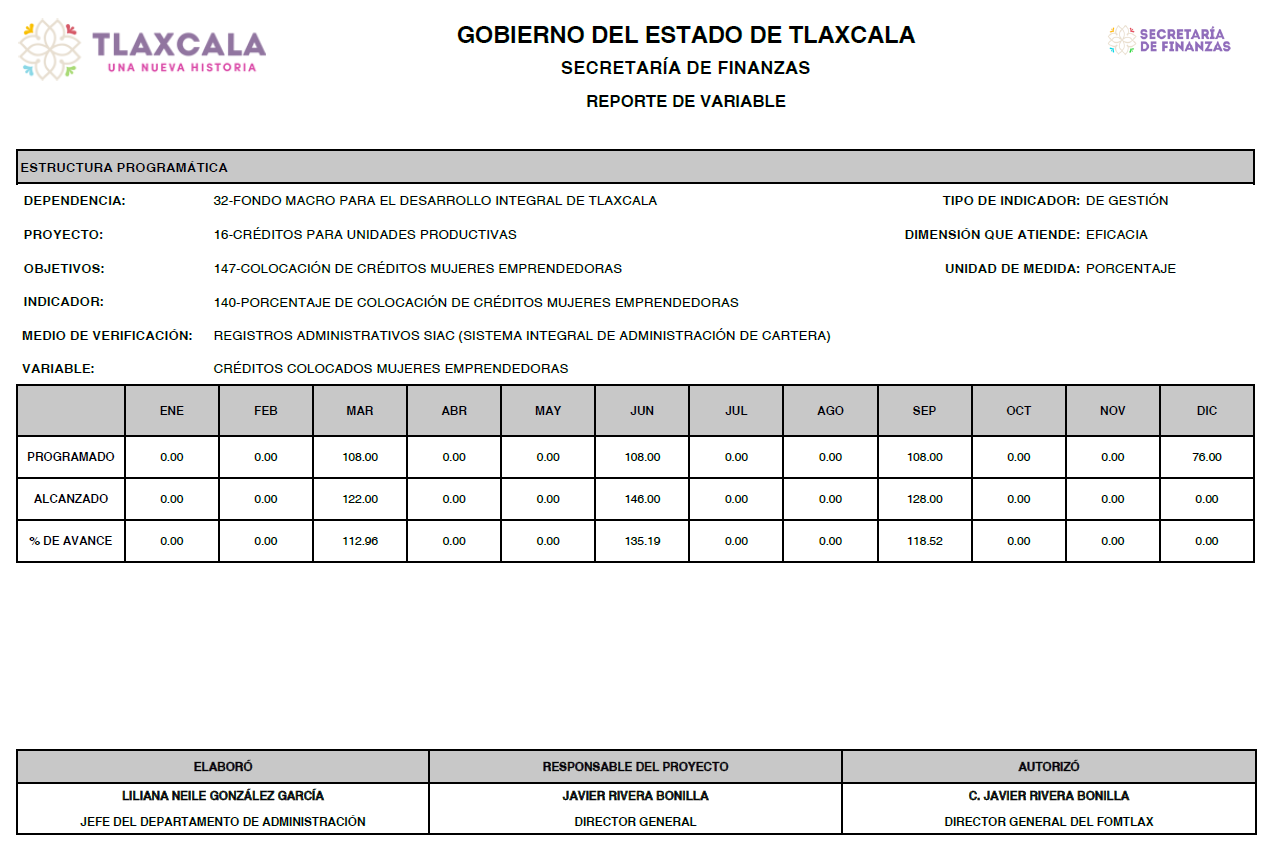 TLAXCALA
UNA NUEVA HISTORIA
GOBIERNO DEL ESTADO DE TLAXCALA
SECRETARÍA DE FINANZAS
REPORTE DE VARIABLE
SECRETARÍA
DE FINANZAS
ESTRUCTURA PROGRAMÁTICA
DEPENDENCIA: 32-FONDO MACRO PARA EL DESARROLLO INTEGRAL DE TLAXCALA TIPO DE INDICADOR: DE GESTIÓN
PROYECTO: 16-CRÉDITOS PARA UNIDADES PRODUCTIVAS DIMENSIÓN QUE ATIENDE: EFICACIA
OBJETIVOS: 147-COLOCACIÓN DE CRÉDITOS MUJERES EMPRENDEDORAS UNIDAD DE MEDIDA: PORCENTAJE
INDICADOR: 140-PORCENTAJE DE COLOCACIÓN DE CRÉDITOS MUJERES EMPRENDEDORAS
MEDIO DE VERIFICACIÓN: REGISTROS ADMINISTRATIVOS SIAC (SISTEMA INTEGRAL DE ADMINISTRACIÓN DE CARTERA)
VARIABLE: CRÉDITOS COLOCADOS MUJERES EMPRENDEDORAS
ENE FEB MAR ABR MAY JUN JUL AGO SEP OCT NOV DIC
PROGRAMADO 0.00 0.00 108.00 0.00 0.00 108.00 0.00 0.00 108.00 0.00 0.00 76.00
ALCANZADO 0.00 0.00 122.00 0.00 0.00 146.00 0.00 0.00 128.00 0.00 0.00 0.00
% DE AVANCE 0.00 0.00 112.96 0.00 0.00 135.19 0.00 0.00 118.52 0.00 0.00 0.00
ELABORÓ RESPONSABLE DEL PROYECTO AUTORIZÓ
LILIANA NEILE GONZÁLEZ GARCÍA JAVIER RIVERA BONILLA C. JAVIER RIVERA BONILLA
JEFE DEL DEPARTAMENTO DE ADMINISTRACIÓN DIRECTOR GENERAL DIRECTOR GENERAL DEL FOMTLAX